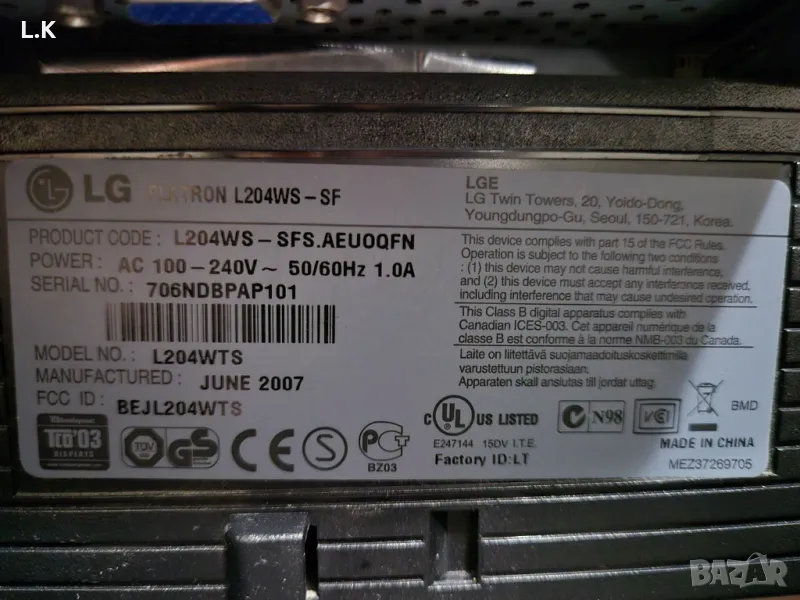 L.K
LG FLATRON L204WS-SF
LGE
LG Twin Towers, 20, Yoido-Dong,
Youngdungpo-Gu, Seoul, 150-721, Korea.
PRODUCT CODE : L204WS-SFS.AEUOQFN
POWER : AC 100-240V~ 50/60Hz 1.0A
SERIAL NO. : 706NDBPAP101
MODEL NO. : L204WTS
MANUFACTURED : JUNE 2007
FCC ID : BEJL204WTS
This device complies with part 15 of the FCC Rules.
Operation is subject to the following two conditions
: (1) this device may not cause harmful interference,
and (2) this device must accept any interference received,
including interference that may cause undesired operation.
This Class B digital apparatus complies with
Canadian ICES-003. Cet appareil numérique de la
classe B est conforme à la norme NMB-003 du Canada.
Laite on liitettävä suojamaadoituskoskettimilla
varustettuun pistorasiaan.
Apparaten skall anslutas till jordat uttag.
TCO'03
DISPLAYS
TÜV GS CE S PCT
BZ03
c UL US LISTED
E247144 15DV I.T.E.
Factory ID:LT
N98
VCI
BMD
MADE IN CHINA
MEZ37269705
BAZAR